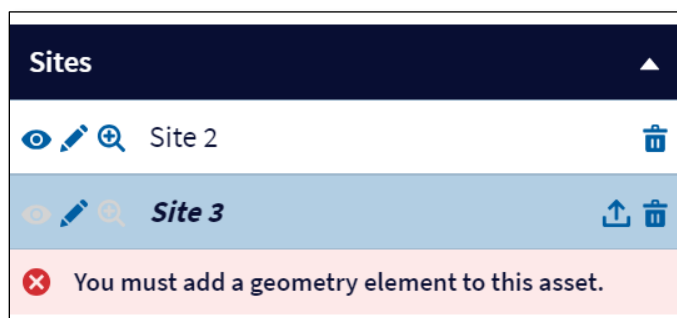 Sites
Site 2
Site 3
You must add a geometry element to this asset.